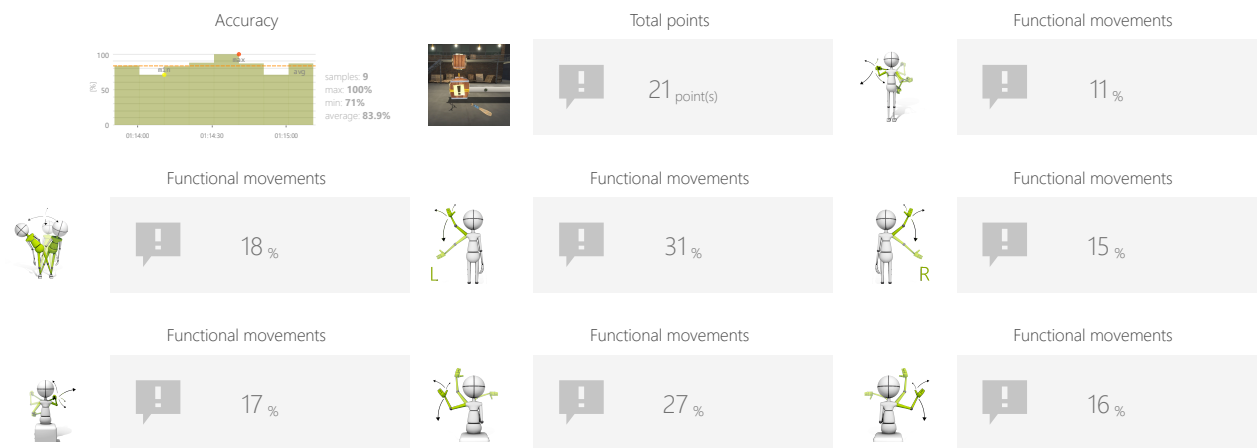 Accuracy
Total points
Functional movements
100
50
0
[%]
min
max
avg
01:14:00
01:14:30
01:15:00
samples: 9
max: 100%
min: 71%
average: 83.9%
21 point(s)
11 %
Functional movements
Functional movements
Functional movements
18 %
L
31 %
R
15 %
Functional movements
Functional movements
Functional movements
17 %
27 %
16 %